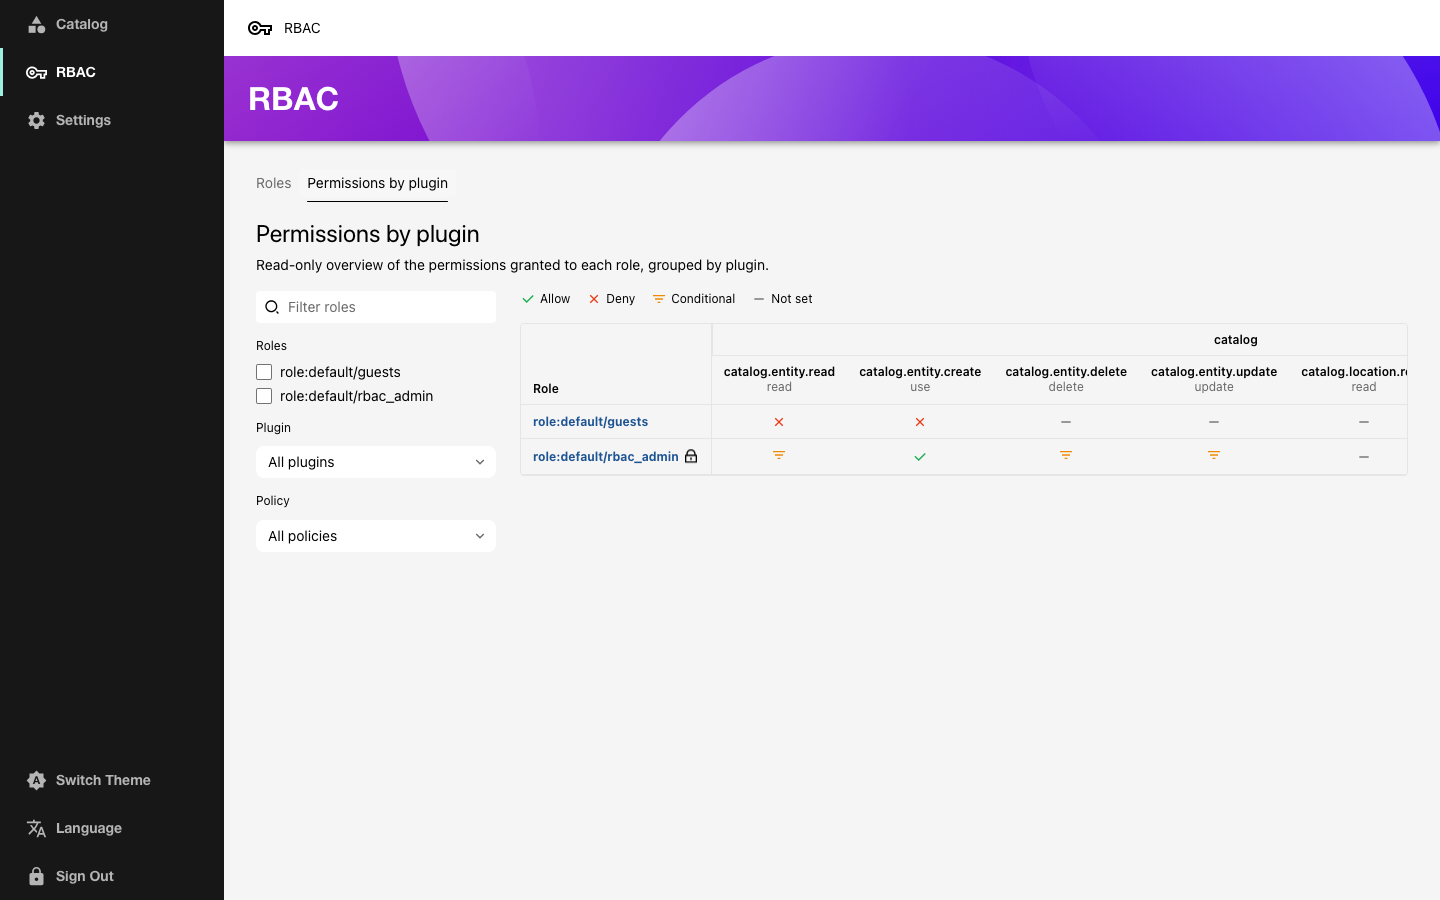 Catalog
RBAC
Settings
Switch Theme
Language
Sign Out
RBAC
RBAC
Roles
Permissions by plugin
Permissions by plugin
Read-only overview of the permissions granted to each role, grouped by plugin.
Filter roles
Roles
role:default/guests
role:default/rbac_admin
Plugin
All plugins
Policy
All policies
Allow Deny Conditional Not set
catalog
Role catalog.entity.read catalog.entity.create catalog.entity.delete catalog.entity.update catalog.location.re
read use delete update read
role:default/guests
role:default/rbac_admin